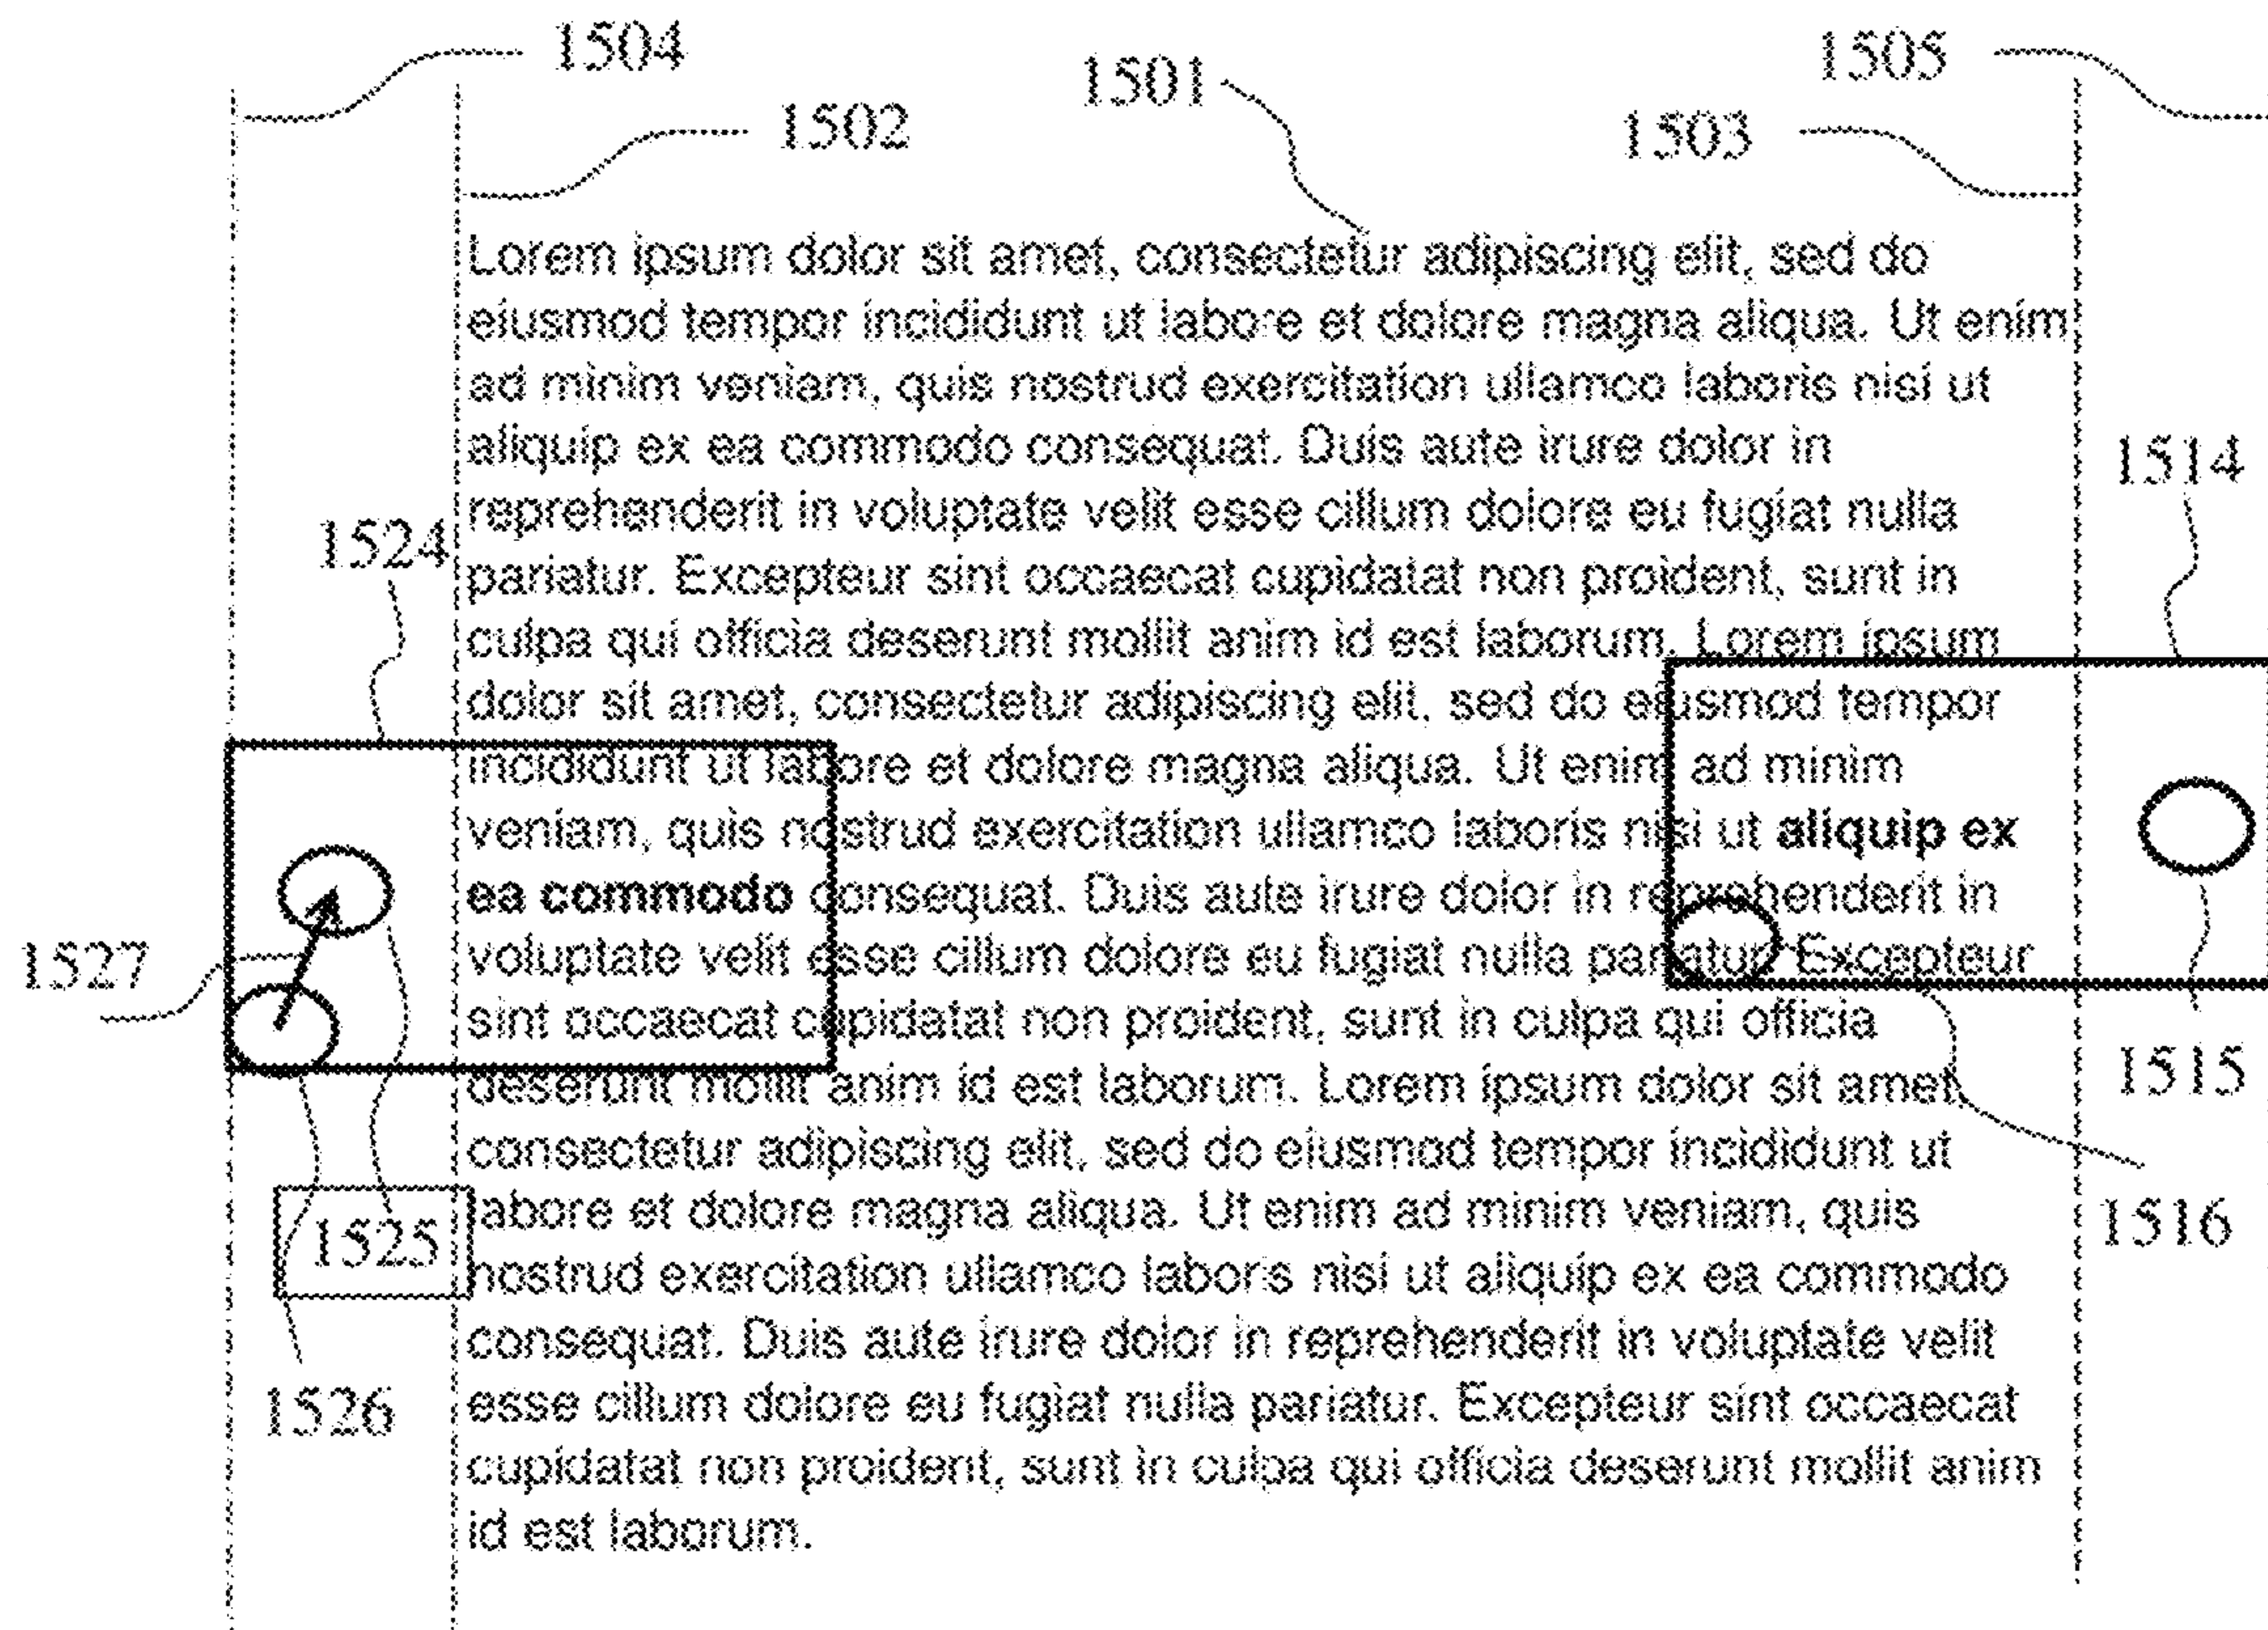 1504
1501
1505
1502
1503
Lorem ipsum dolor sit amet, consectetur adipiscing elit, sed do
eiusmod tempor incididunt ut labore et dolore magna aliqua. Ut enim
ad minim veniam, quis nostrud exercitation ullamco laboris nisi ut
aliquip ex ea commodo consequat. Duis aute irure dolor in
1514
reprehenderit in voluptate velit esse cillum dolore eu fugiat nulla
1524
pariatur. Excepteur sint occaecat cupidatat non proident, sunt in
culpa qui officia deserunt mollit anim id est laborum. Lorem ipsum
dolor sit amet, consectetur adipiscing elit, sed do eiusmod tempor
incididunt ut labore et dolore magna aliqua. Ut enim ad minim
veniam, quis nostrud exercitation ullamco laboris nisi ut aliquip ex
ea commodo consequat. Duis aute irure dolor in reprehenderit in
1527
voluptate velit esse cillum dolore eu fugiat nulla pariatur. Excepteur
sint occaecat cupidatat non proident, sunt in culpa qui officia
1515
deserunt mollit anim id est laborum. Lorem ipsum dolor sit amet,
consectetur adipiscing elit, sed do eiusmod tempor incididunt ut
labore et dolore magna aliqua. Ut enim ad minim veniam, quis
1516
1525
nostrud exercitation ullamco laboris nisi ut aliquip ex ea commodo
consequat. Duis aute irure dolor in reprehenderit in voluptate velit
1526
esse cillum dolore eu fugiat nulla pariatur. Excepteur sint occaecat
cupidatat non proident, sunt in culpa qui officia deserunt mollit anim
id est laborum.